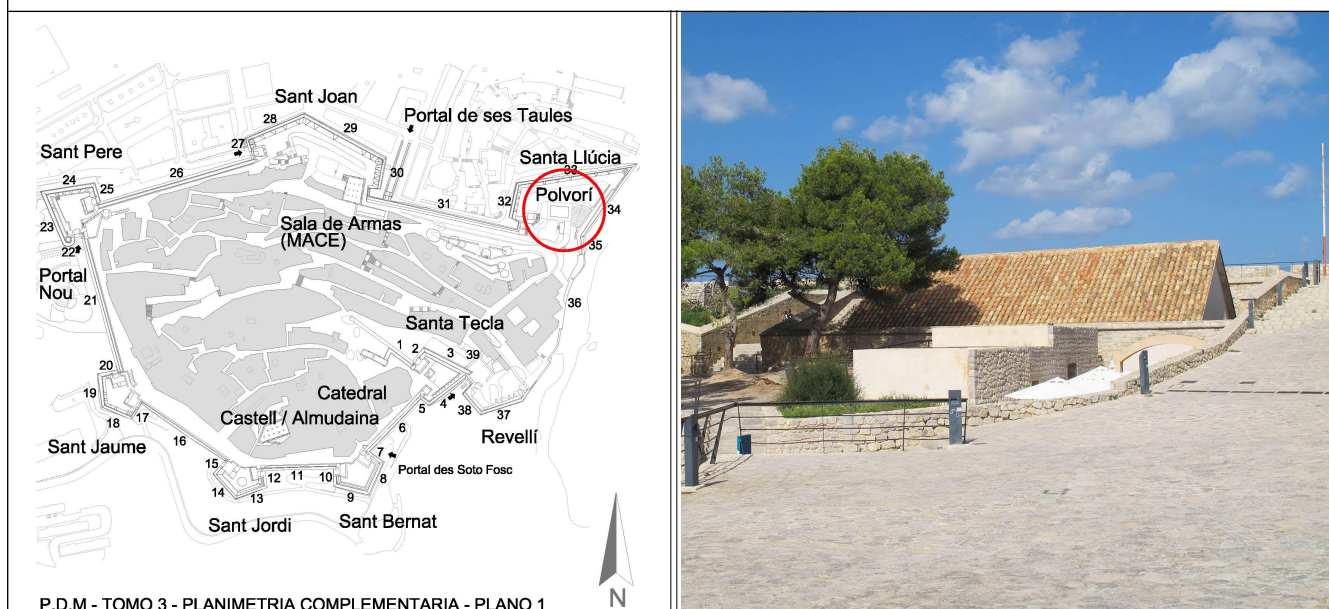 Sant Joan
28
29
Portal de ses Taules
27
Sant Pere
26
24
25
30
Santa Llúcia
33
32
Polvorí
31
34
23
Sala de Armas
(MACE)
22
35
Portal
Nou
21
36
Santa Tecla
1
2
3
39
20
19
Catedral
4
5
38
37
18
17
Castell / Almudaina
6
Revellí
16
Sant Jaume
7
Portal des Soto Fosc
15
12
11
10
8
14
13
9
Sant Jordi
Sant Bernat
N
P.D.M - TOMO 3 - PLANIMETRIA COMPLEMENTARIA - PLANO 1